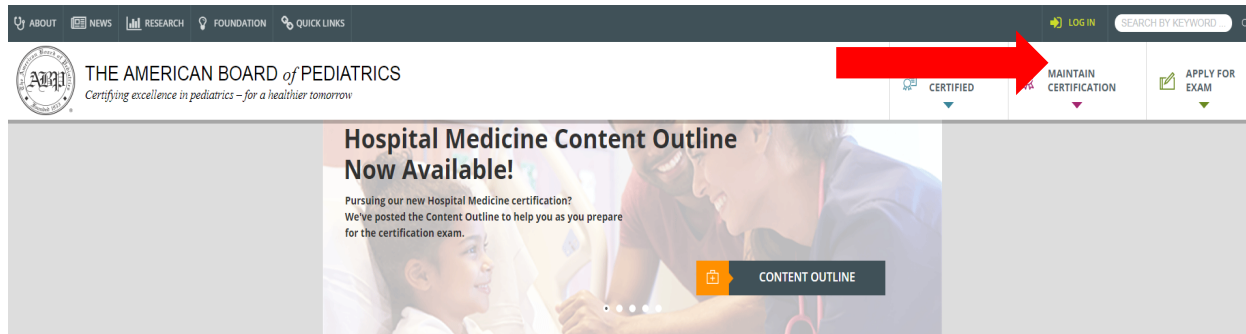 ABOUT NEWS RESEARCH FOUNDATION QUICK LINKS LOG IN SEARCH BY KEYWORD...
THE AMERICAN BOARD of PEDIATRICS
Certifying excellence in pediatrics – for a healthier tomorrow
CERTIFIED
MAINTAIN
CERTIFICATION
APPLY FOR
EXAM
Hospital Medicine Content Outline
Now Available!
Pursuing our new Hospital Medicine certification?
We've posted the Content Outline to help you as you prepare
for the certification exam.
CONTENT OUTLINE